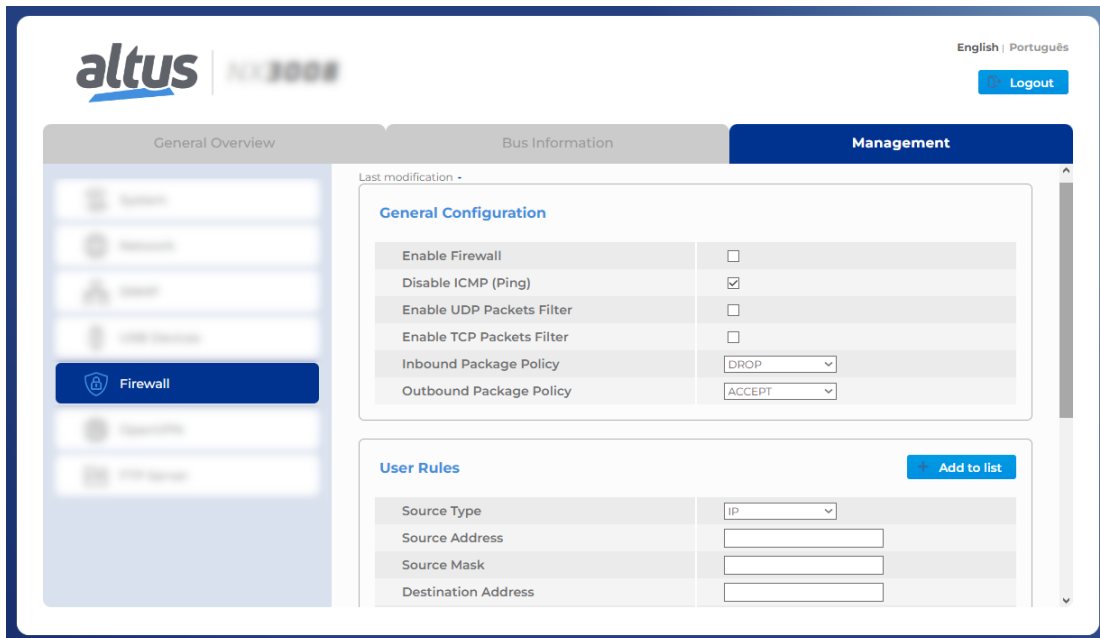 English | Português
altus
NX3008
Logout
General Overview
Bus Information
Management
Last modification -
General Configuration
Enable Firewall
Disable ICMP (Ping)
Enable UDP Packets Filter
Enable TCP Packets Filter
Inbound Package Policy DROP
Outbound Package Policy ACCEPT
Firewall
User Rules
+ Add to list
Source Type IP
Source Address
Source Mask
Destination Address